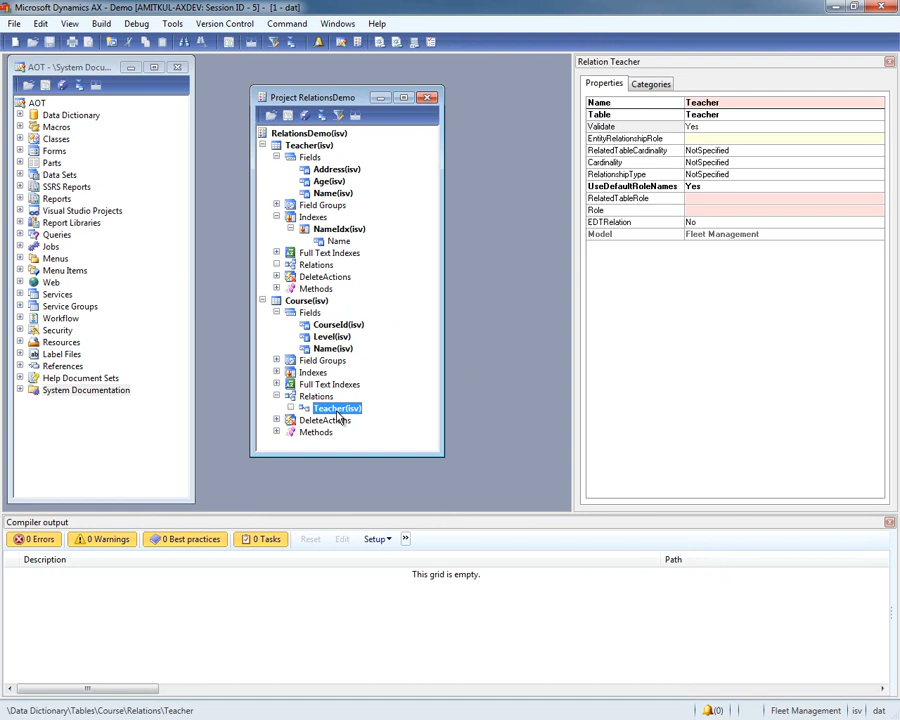 Microsoft Dynamics AX - Demo [AMITKUL-AXDEV: Session ID - 5] - [1 - dat]
File Edit View Windows Build Debug Tools Version Control Command Windows Help
AOT - \System Docu...
AOT
Data Dictionary
Macros
Classes
Forms
Parts
Data Sets
SSRS Reports
Reports
Visual Studio Projects
Report Libraries
Queries
Jobs
Menus
Menu Items
Web
Services
Service Groups
Workflow
Security
Resources
Label Files
References
Help Document Sets
System Documentation
Project RelationsDemo
RelationsDemo(isv)
Teacher(isv)
Fields
Address(isv)
Age(isv)
Name(isv)
Field Groups
Indexes
NameIdx(isv)
Name
Full Text Indexes
Relations
DeleteActions
Methods
Course(isv)
Fields
CourseId(isv)
Level(isv)
Name(isv)
Field Groups
Indexes
Full Text Indexes
Relations
Teacher(isv)
DeleteActions
Methods
Relation Teacher
Properties Categories
Name Teacher
Table Teacher
Validate Yes
EntityRelationshipRole
RelatedTableCardinality NotSpecified
Cardinality NotSpecified
RelationshipType NotSpecified
UseDefaultRoleNames Yes
RelatedTableRole
Role
EDTRelation No
Model Fleet Management
Compiler output
0 Errors 0 Warnings 0 Best practices 0 Tasks Reset Edit Setup »
Description Path
This grid is empty.
\Data Dictionary\Tables\Course\Relations\Teacher (0) Fleet Management isv dat